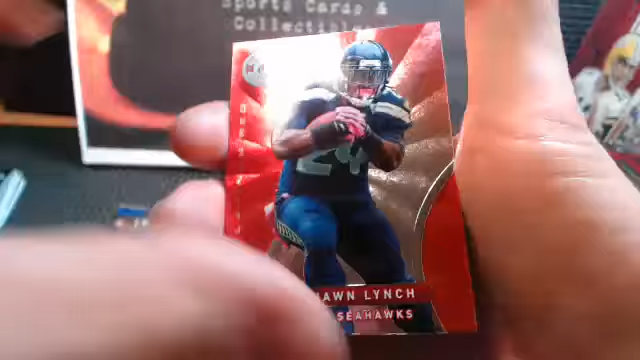 Sports Cards &
Collectibles
24
AWN LYNCH
SEAHAWKS